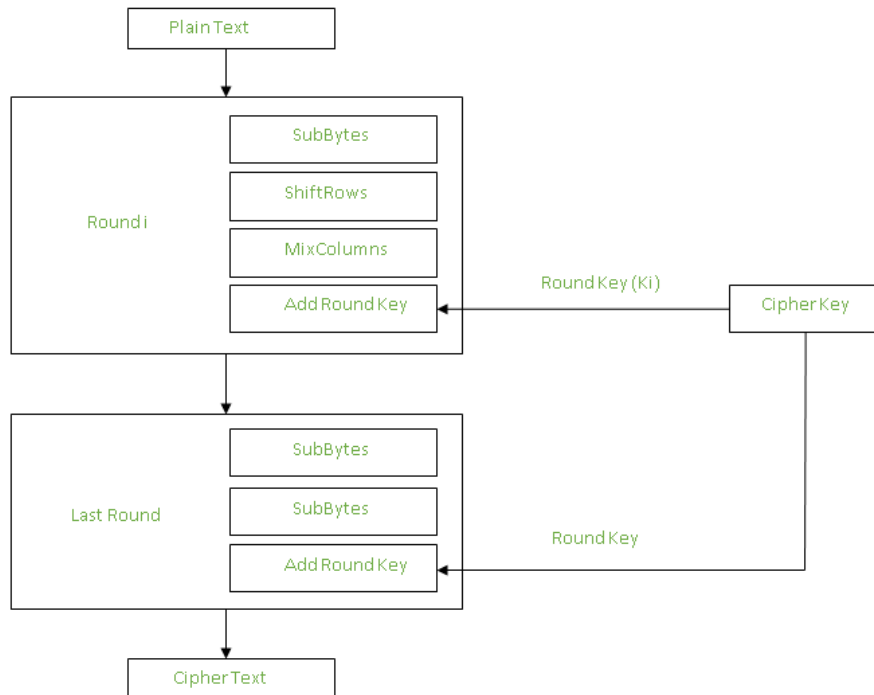 Plain Text
SubBytes
ShiftRows
Round i
MixColumns
Add Round Key
Round Key (Ki)
Cipher Key
SubBytes
Last Round
SubBytes
Add Round Key
Round Key
Cipher Text